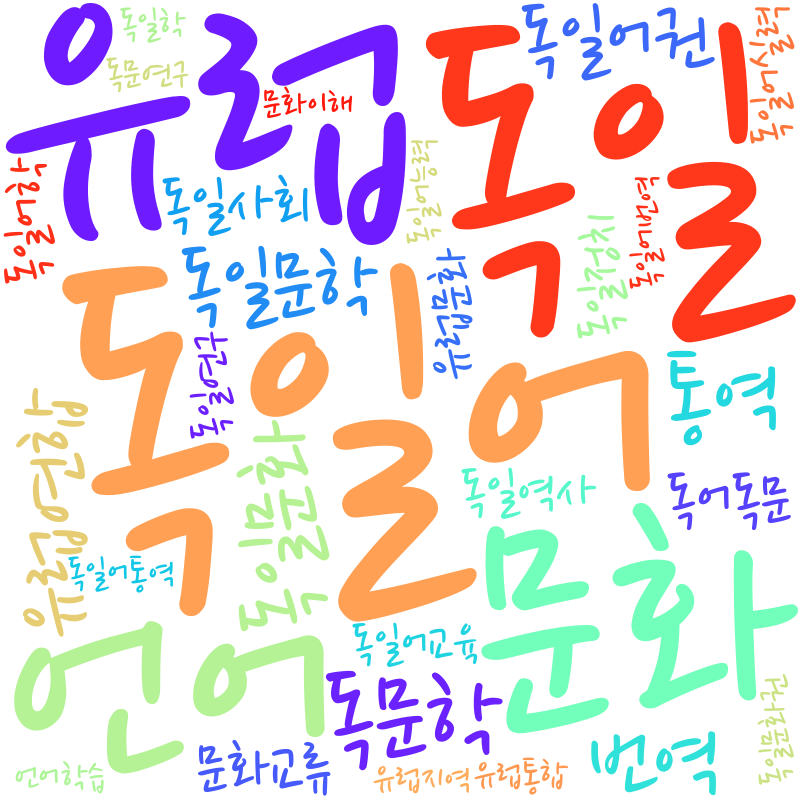 유럽
독일학
독문연구
문화이해
독일
독일어권
독일어실력
독일어학
독일사회
독일어능력
독일문학
유럽문화
독일정치
독일어번역
독일어
독일연구
통역
유럽연합
독일문화
독일역사
독어독문
독일어통역
문화
언어
독일어교육
독문학
언어학습
문화교류
유럽지역
유럽통합
번역
독일문화권